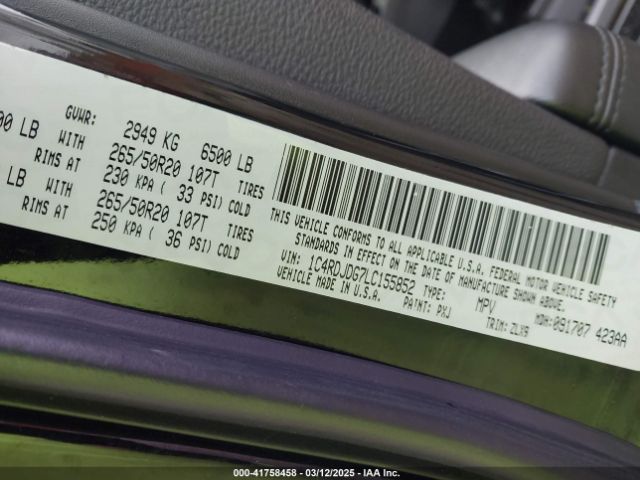 GVWR: 2949 KG 6500 LB
00 LB WITH 265/50R20 107T TIRES
RIMS AT 230 KPA ( 33 PSI) COLD
LB WITH 265/50R20 107T TIRES
RIMS AT 250 KPA ( 36 PSI) COLD
THIS VEHICLE CONFORMS TO ALL APPLICABLE U.S.A. FEDERAL MOTOR VEHICLE SAFETY
STANDARDS IN EFFECT ON THE DATE OF MANUFACTURE SHOWN ABOVE.
VIN: 1C4RDJDG7LC155852 TYPE: MPV MDH: 091707 423AA
VEHICLE MADE IN U.S.A. PAINT: PXJ TRIM: ZLX9
000-41758458 - 03/12/2025 - IAA Inc.